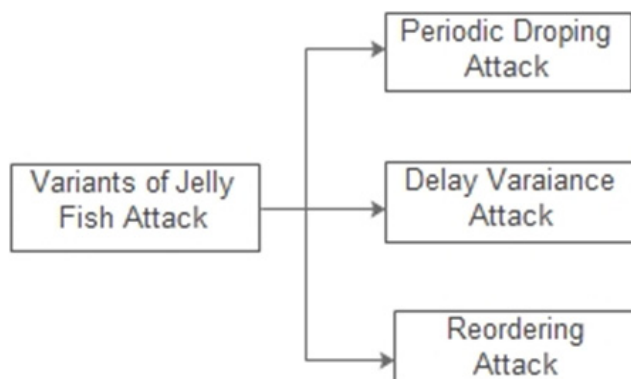 Periodic Droping
Attack
Variants of Jelly
Fish Attack
Delay Varaiance
Attack
Reordering
Attack